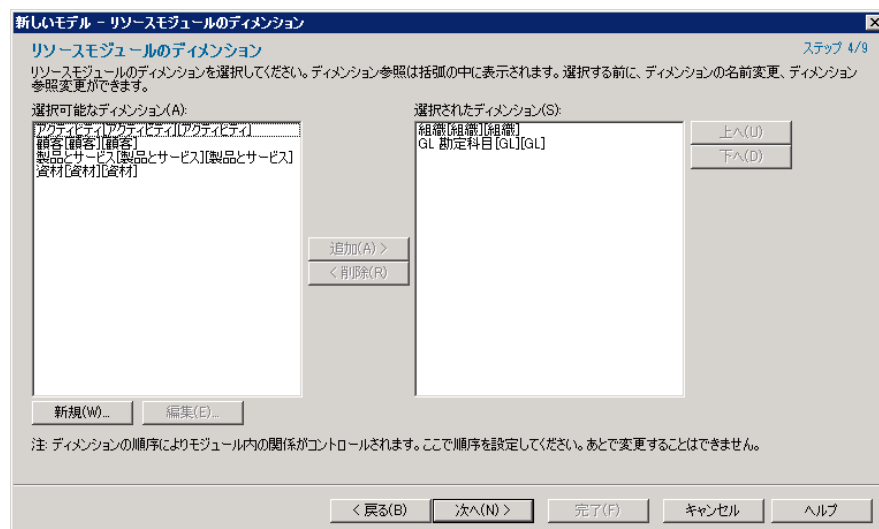 新しいモデル - リソースモジュールのディメンション
リソースモジュールのディメンション
ステップ 4/9
リソースモジュールのディメンションを選択してください。ディメンション参照は括弧の中に表示されます。選択する前に、ディメンションの名前変更、ディメンション
参照変更ができます。
選択可能なディメンション(A):
アクティビティ[アクティビティ][アクティビティ]
顧客[顧客][顧客]
製品とサービス[製品とサービス][製品とサービス]
資材[資材][資材]
選択されたディメンション(S):
組織[組織][組織]
GL 勘定科目[GL][GL]
上へ(U)
下へ(D)
追加(A) >
< 削除(R)
新規(W)...
編集(E)...
注: ディメンションの順序によりモジュール内の関係がコントロールされます。ここで順序を設定してください。あとで変更することはできません。
< 戻る(B)
次へ(N) >
完了(F)
キャンセル
ヘルプ